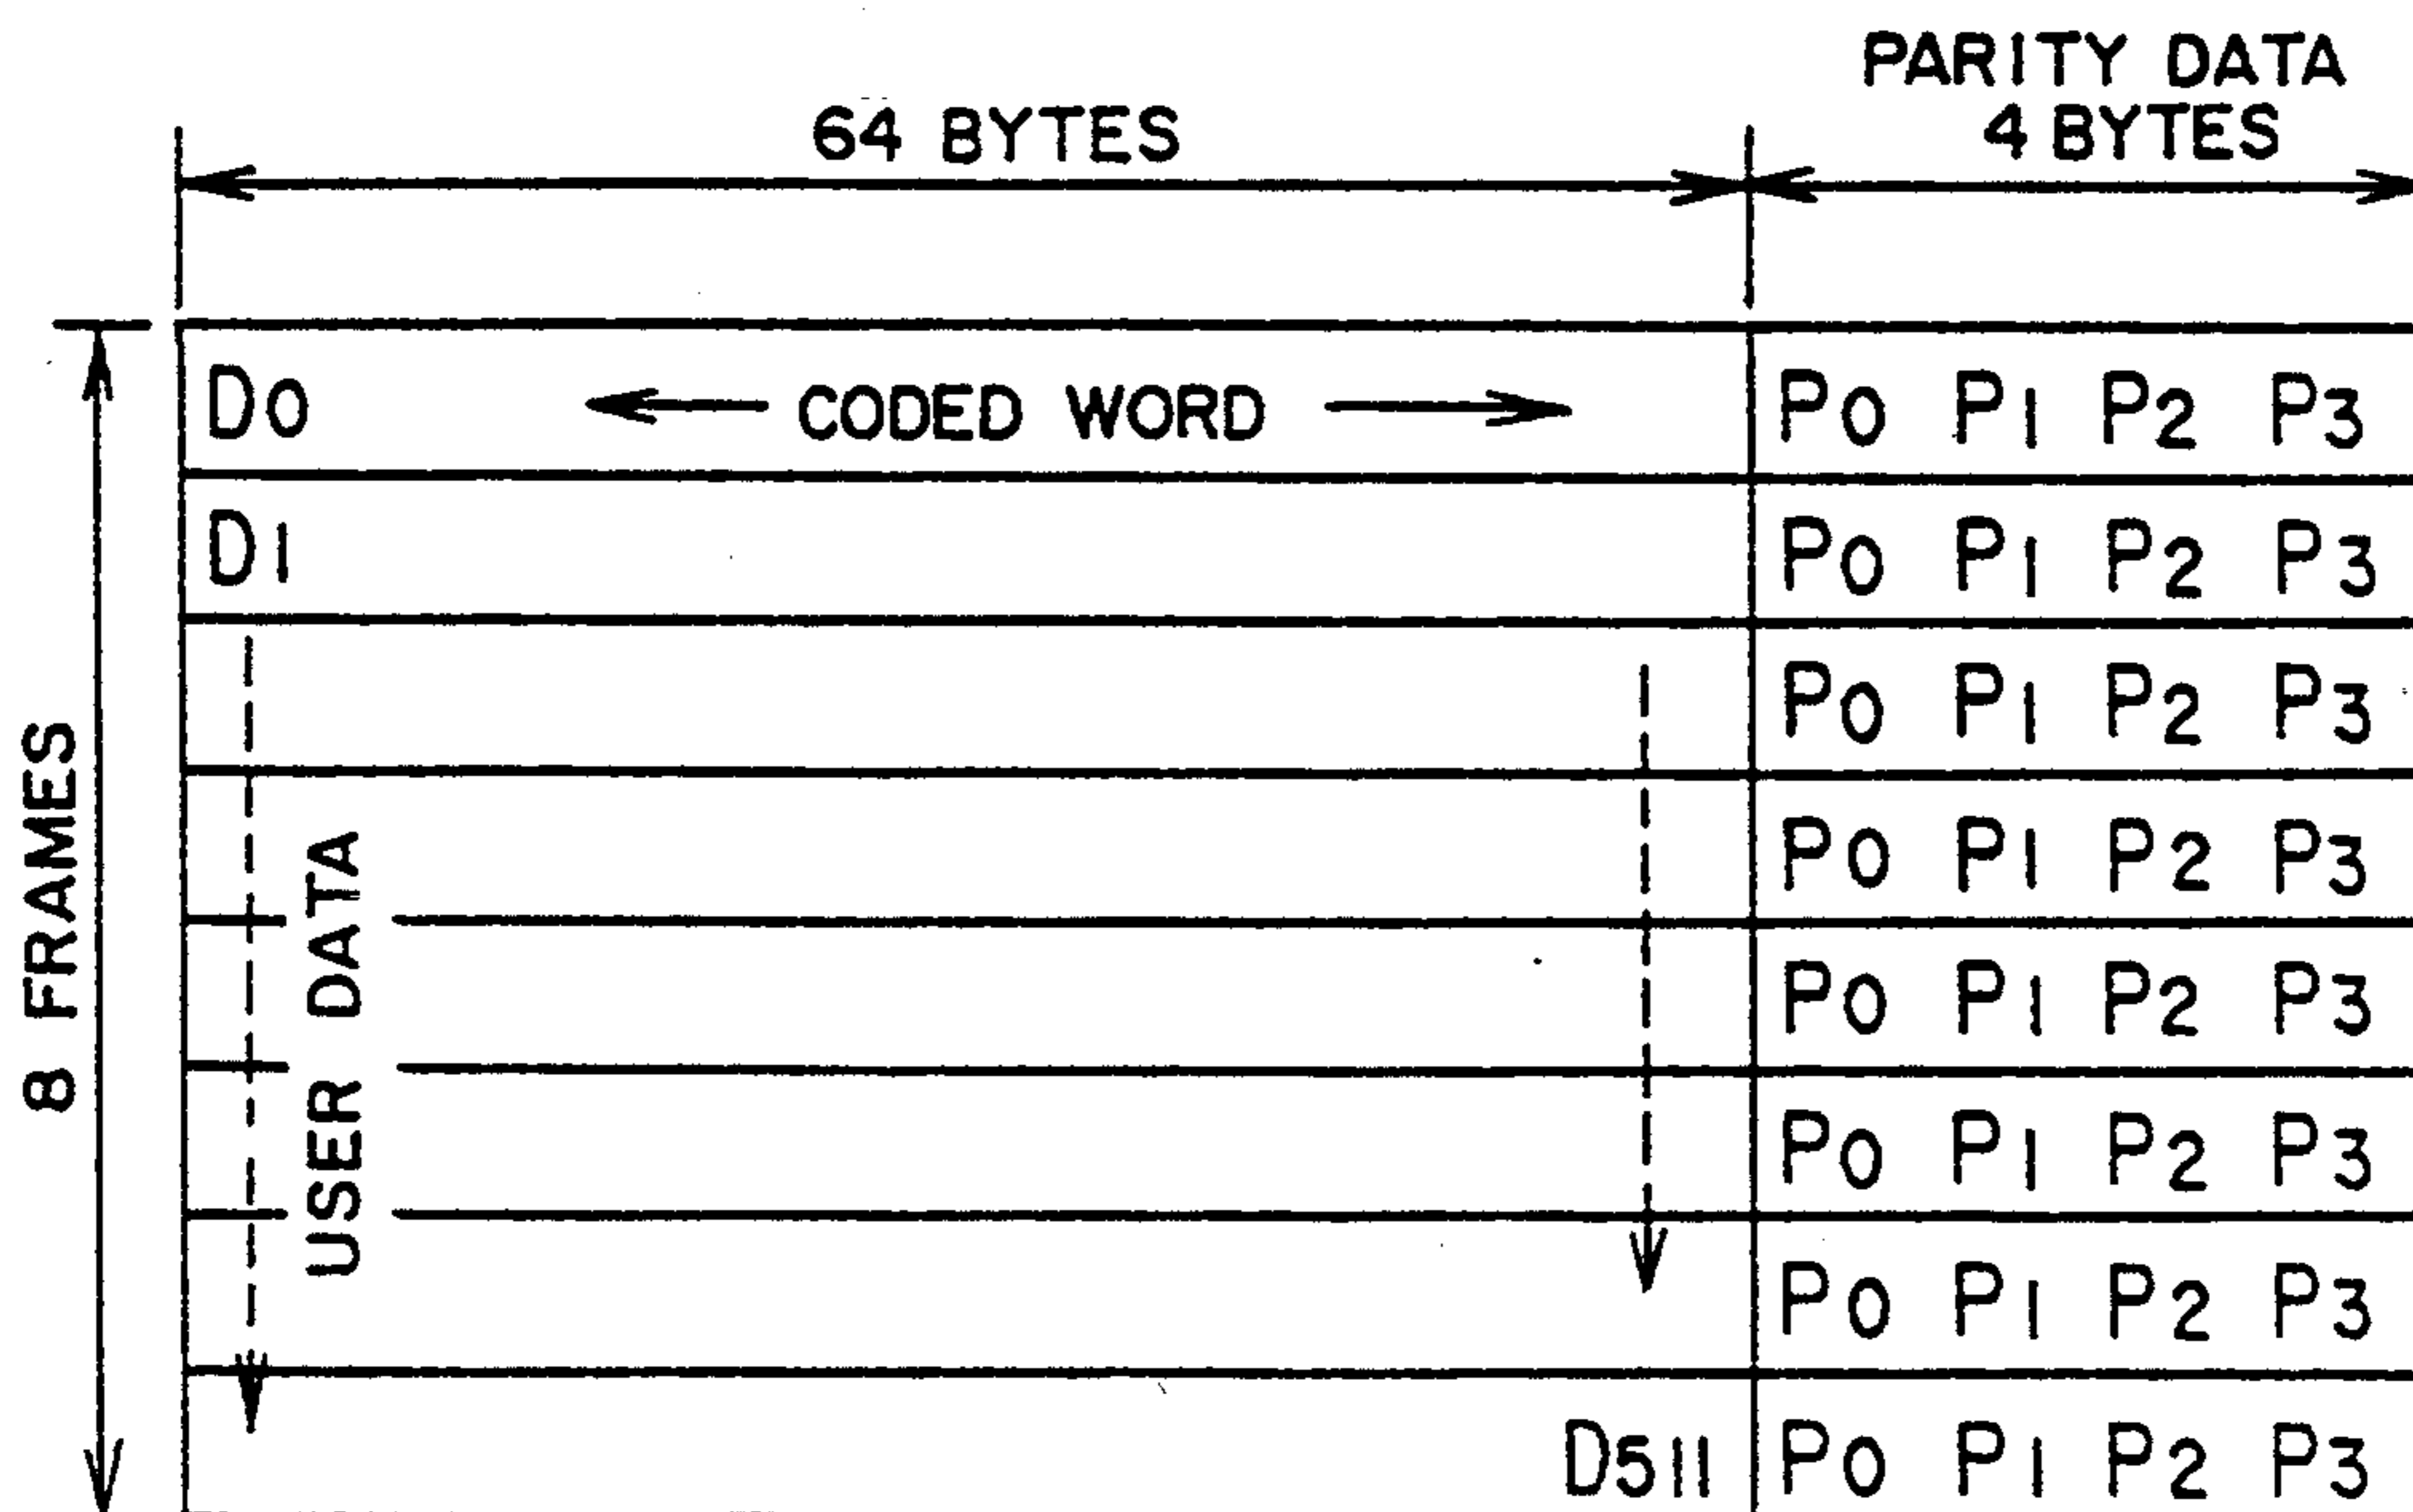 PARITY DATA
64 BYTES
4 BYTES
D0 CODED WORD P0 P1 P2 P3
D1 P0 P1 P2 P3
P0 P1 P2 P3
P0 P1 P2 P3
P0 P1 P2 P3
P0 P1 P2 P3
P0 P1 P2 P3
D511 P0 P1 P2 P3
8 FRAMES
USER DATA